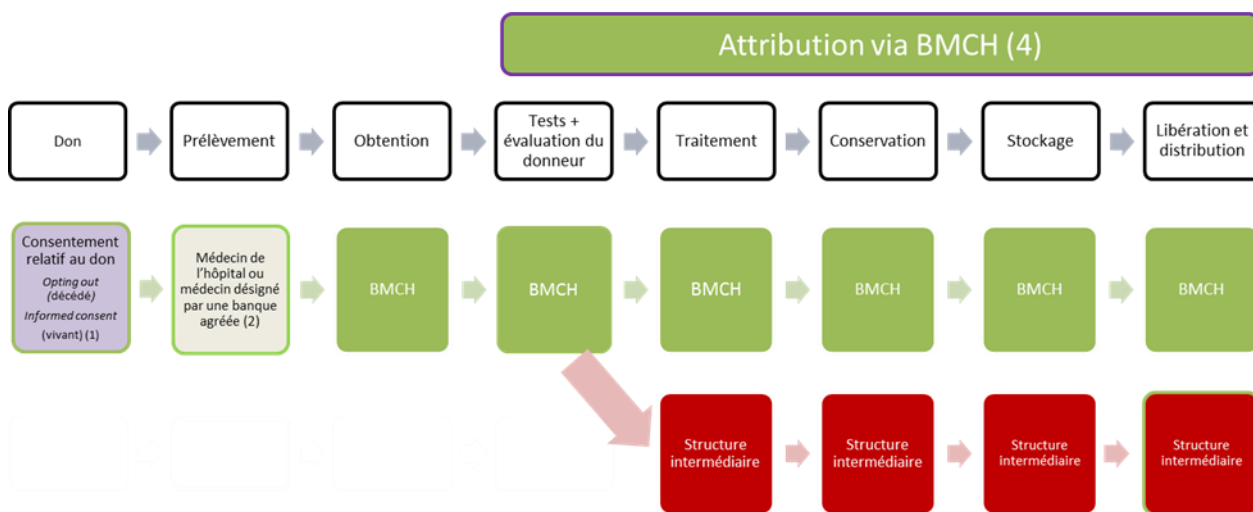 Attribution via BMCH (4)
Don
Prélèvement
Obtention
Tests +
évaluation du
donneur
Traitement
Conservation
Stockage
Libération et
distribution
Consentement
relatif au don
Opting out
(décédé)
Informed consent
(vivant) (1)
Médecin de
l'hôpital ou
médecin désigné
par une banque
agréée (2)
BMCH
BMCH
BMCH
BMCH
BMCH
BMCH
Structure
intermédiaire
Structure
intermédiaire
Structure
intermédiaire
Structure
intermédiaire